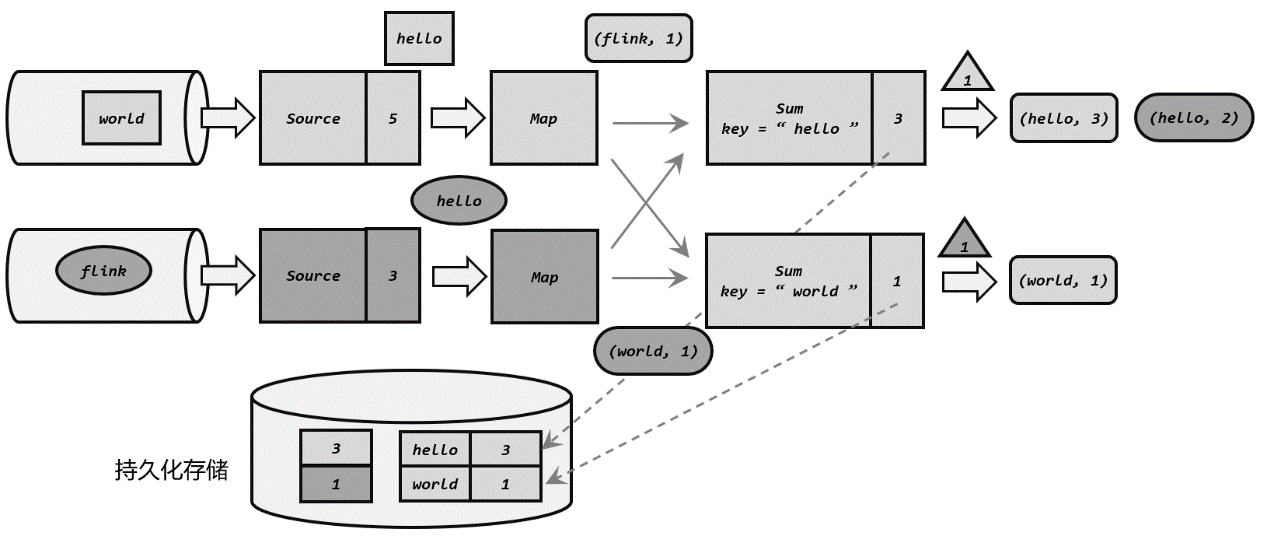 hello
(flink, 1)
world
Source
5
Map
Sum
key = “ hello ”
3
1
(hello, 3)
(hello, 2)
hello
flink
Source
3
Map
Sum
key = “ world ”
1
1
(world, 1)
(world, 1)
持久化存储
3
hello
3
1
world
1